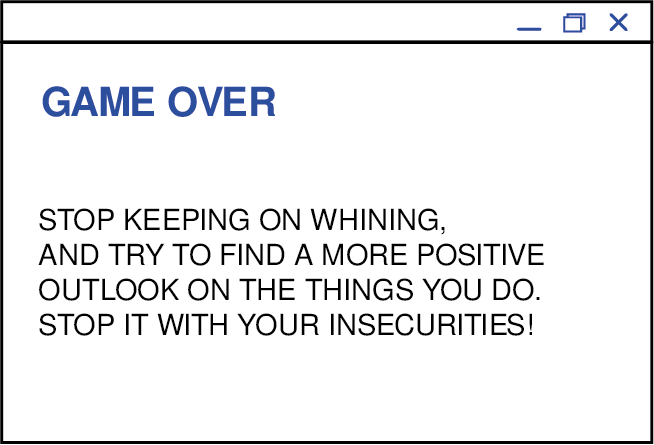 GAME OVER
STOP KEEPING ON WHINING,
AND TRY TO FIND A MORE POSITIVE
OUTLOOK ON THE THINGS YOU DO.
STOP IT WITH YOUR INSECURITIES!